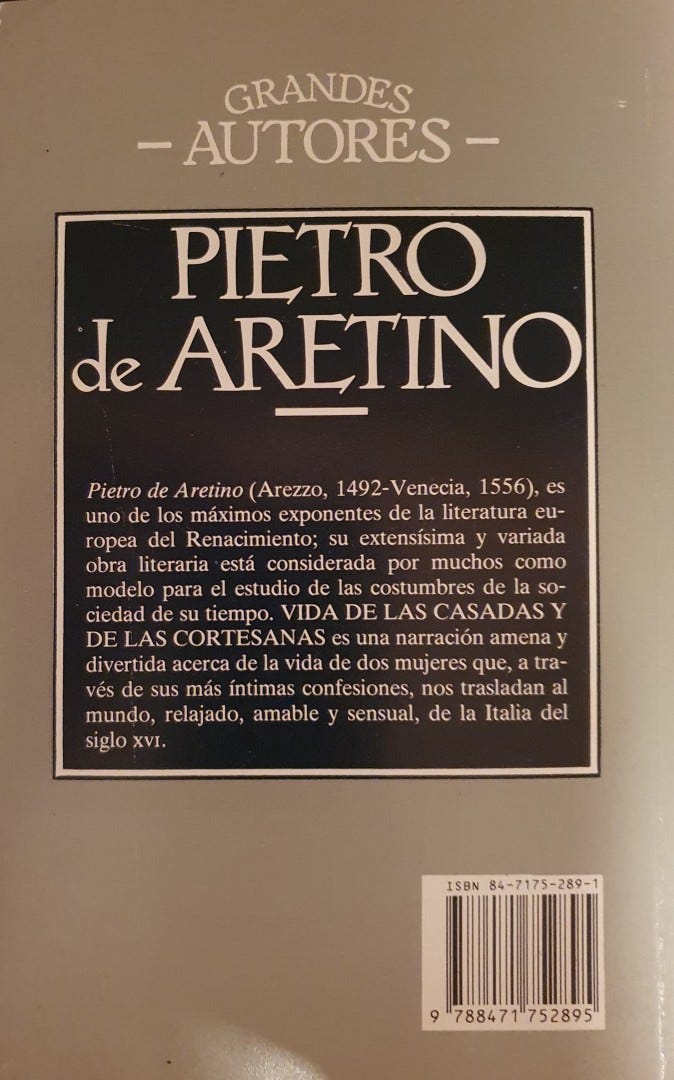 GRANDES
– AUTORES –
PIETRO
de ARETINO
Pietro de Aretino (Arezzo, 1492-Venecia, 1556), es
uno de los máximos exponentes de la literatura eu-
ropea del Renacimiento; su extensísima y variada
obra literaria está considerada por muchos como
modelo para el estudio de las costumbres de la so-
ciedad de su tiempo. VIDA DE LAS CASADAS Y
DE LAS CORTESANAS es una narración amena y
divertida acerca de la vida de dos mujeres que, a tra-
vés de sus más íntimas confesiones, nos trasladan al
mundo, relajado, amable y sensual, de la Italia del
siglo XVI.
ISBN 84-7175-289-1
9 788471 752895